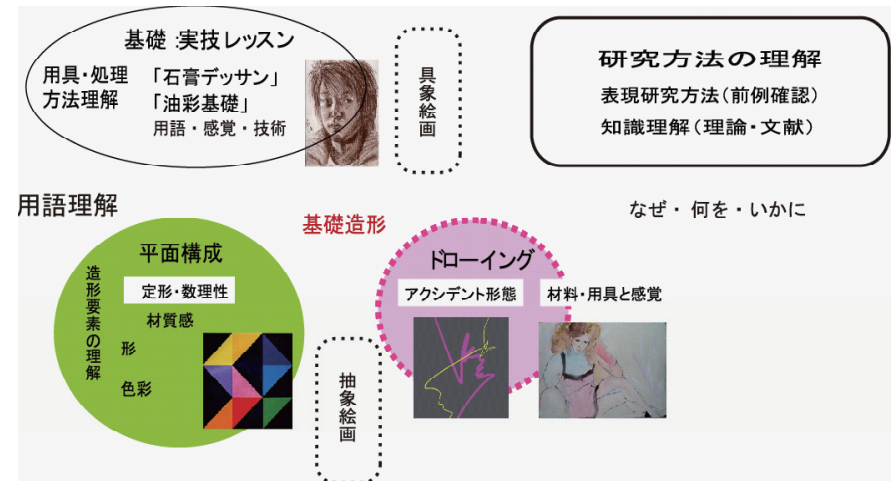 基礎:実技レッスン
用具・処理
方法理解
「石膏デッサン」
「油彩基礎」
用語・感覚・技術
具象絵画
研究方法の理解
表現研究方法(前例確認)
知識理解(理論・文献)
用語理解
基礎造形
なぜ・何を・いかに
平面構成
造形要素の理解
定形・数理性
材質感
形
色彩
抽象絵画
ドローイング
アクシデント形態
材料・用具と感覚